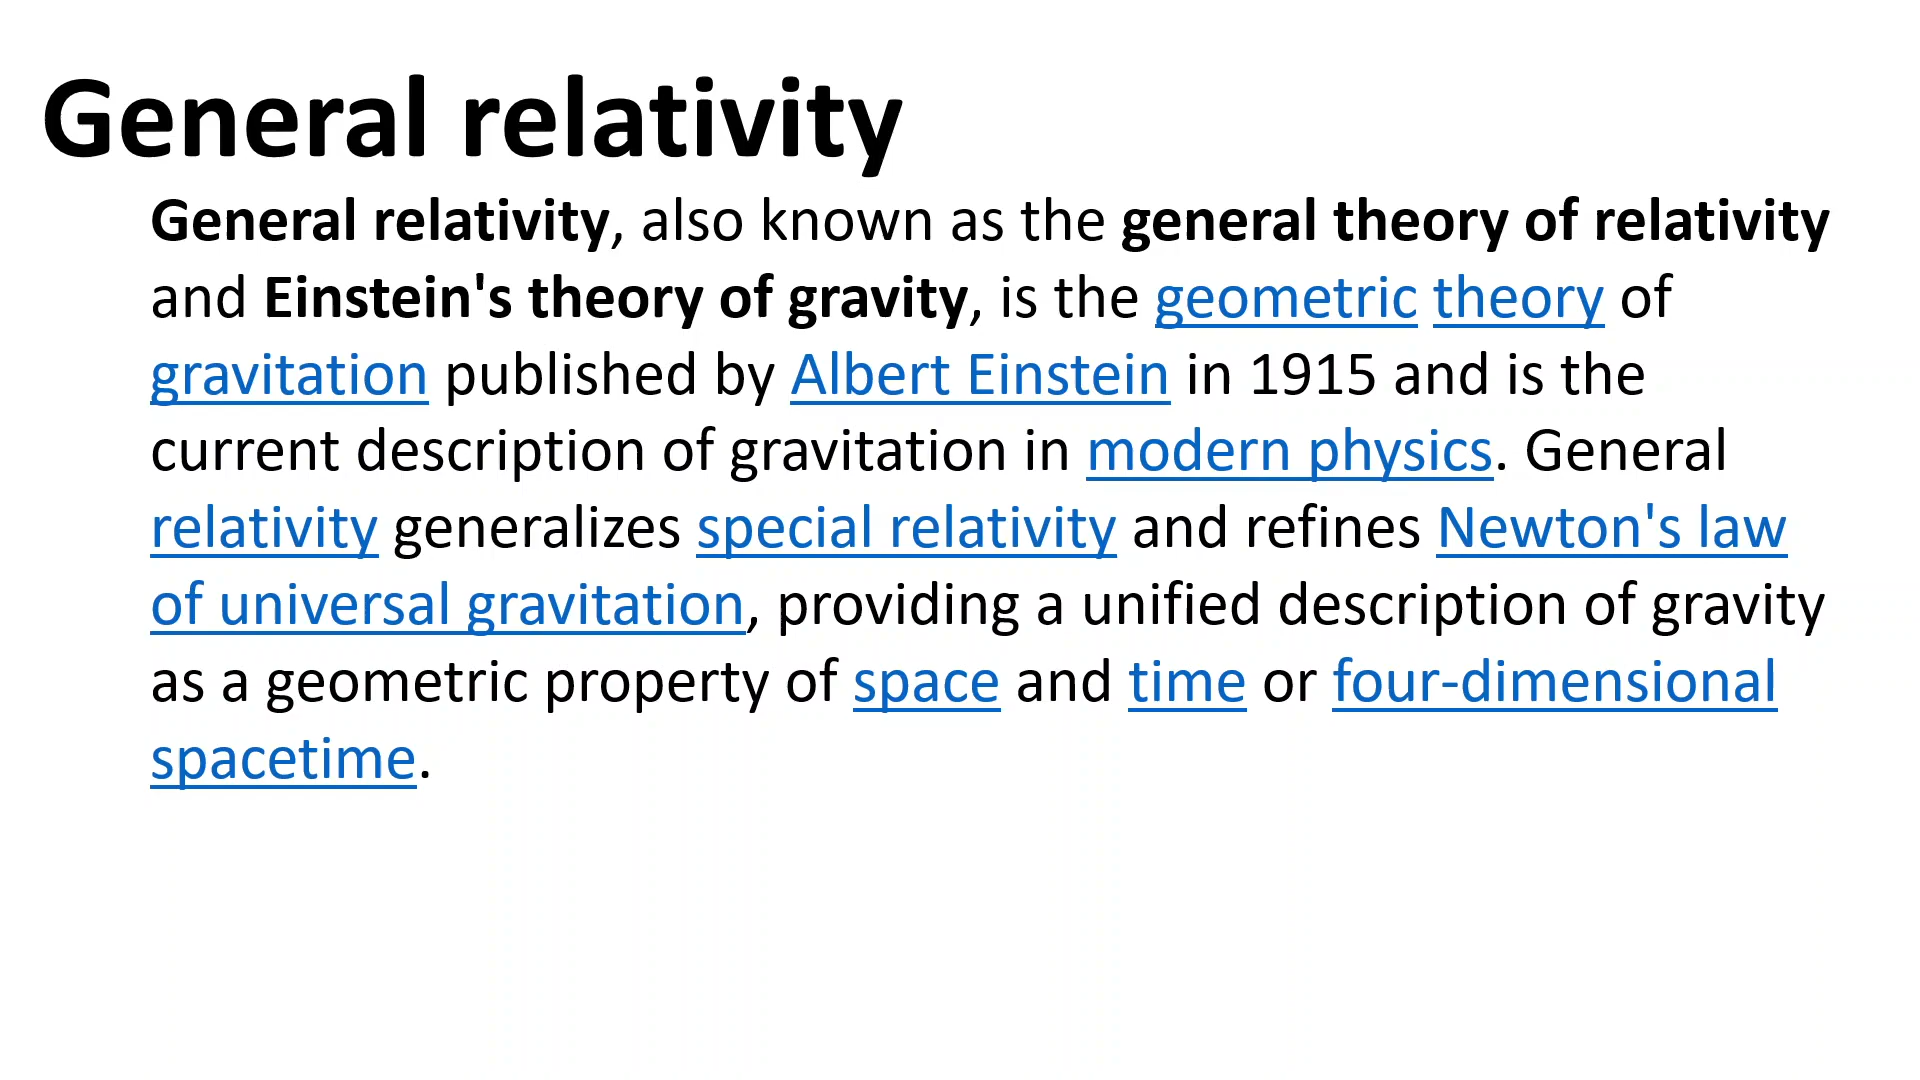 General relativity
General relativity, also known as the general theory of relativity
and Einstein's theory of gravity, is the geometric theory of
gravitation published by Albert Einstein in 1915 and is the
current description of gravitation in modern physics. General
relativity generalizes special relativity and refines Newton's law
of universal gravitation, providing a unified description of gravity
as a geometric property of space and time or four-dimensional
spacetime.